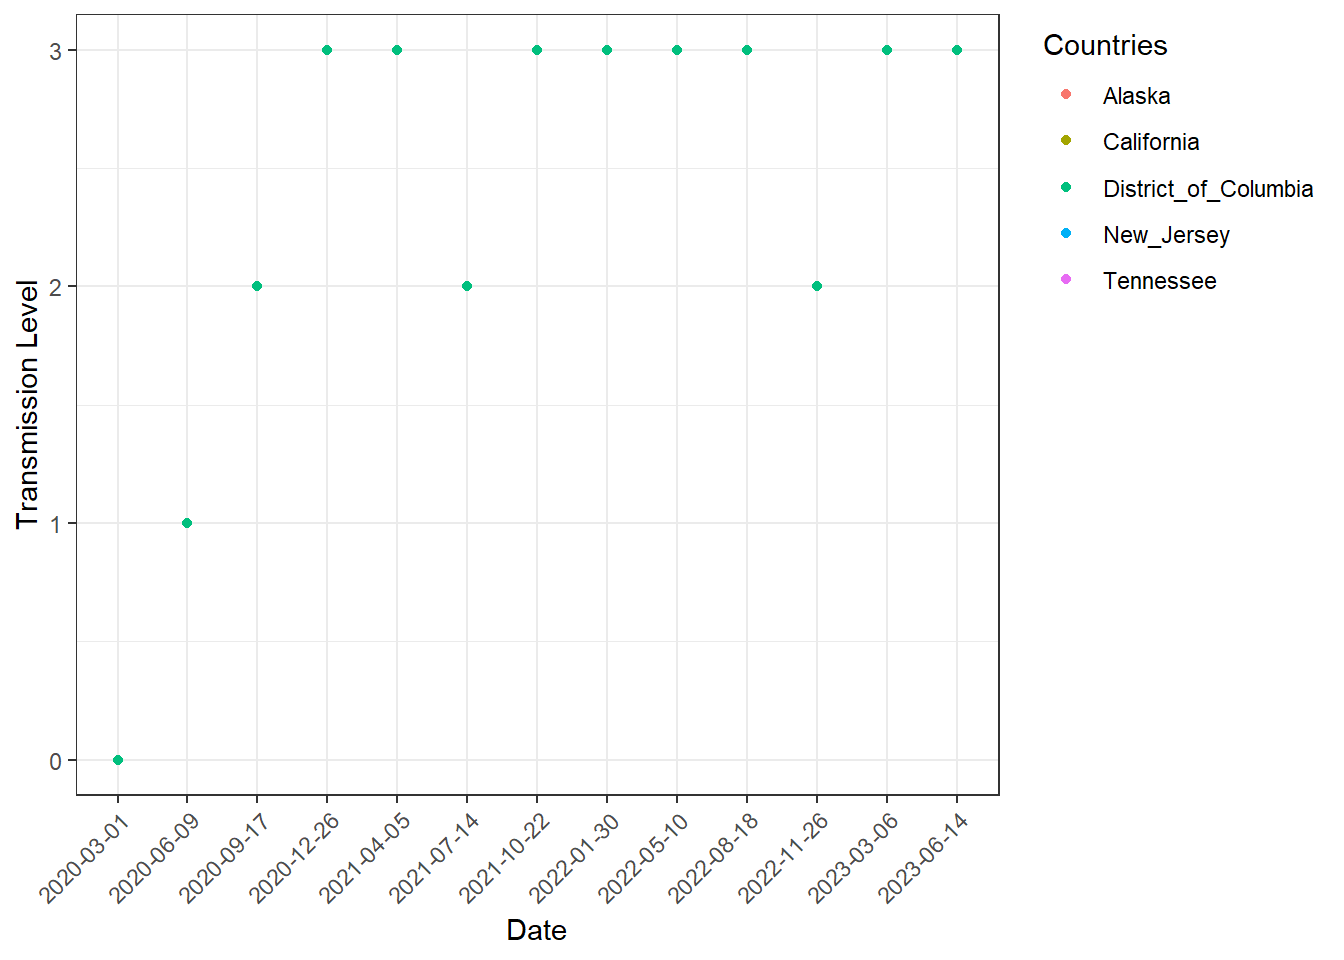 3
2
1
0
Transmission Level
2020-03-01
2020-06-09
2020-09-17
2020-12-26
2021-04-05
2021-07-14
2021-10-22
2022-01-30
2022-05-10
2022-08-18
2022-11-26
2023-03-06
2023-06-14
Date
Countries
Alaska
California
District_of_Columbia
New_Jersey
Tennessee